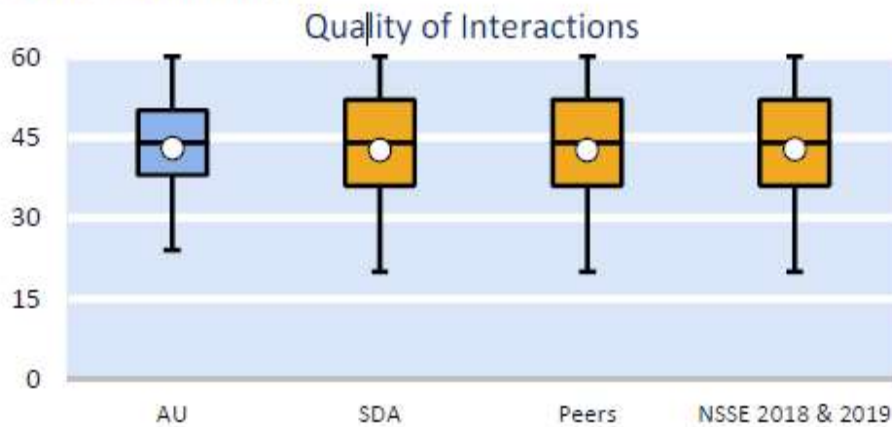 Quality of Interactions
60
45
30
15
0
AU SDA Peers NSSE 2018 & 2019